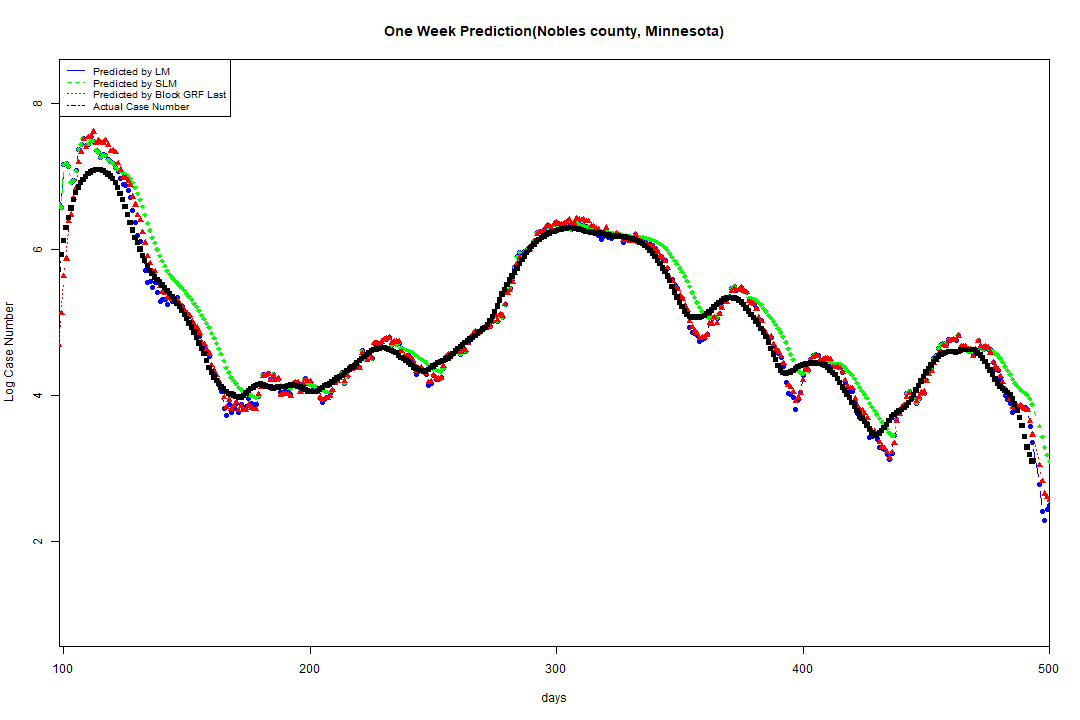 One Week Prediction(Nobles county, Minnesota)
Predicted by LM
Predicted by SLM
Predicted by Block GRF Last
Actual Case Number
8
6
4
2
Log Case Number
100 200 300 400 500
days